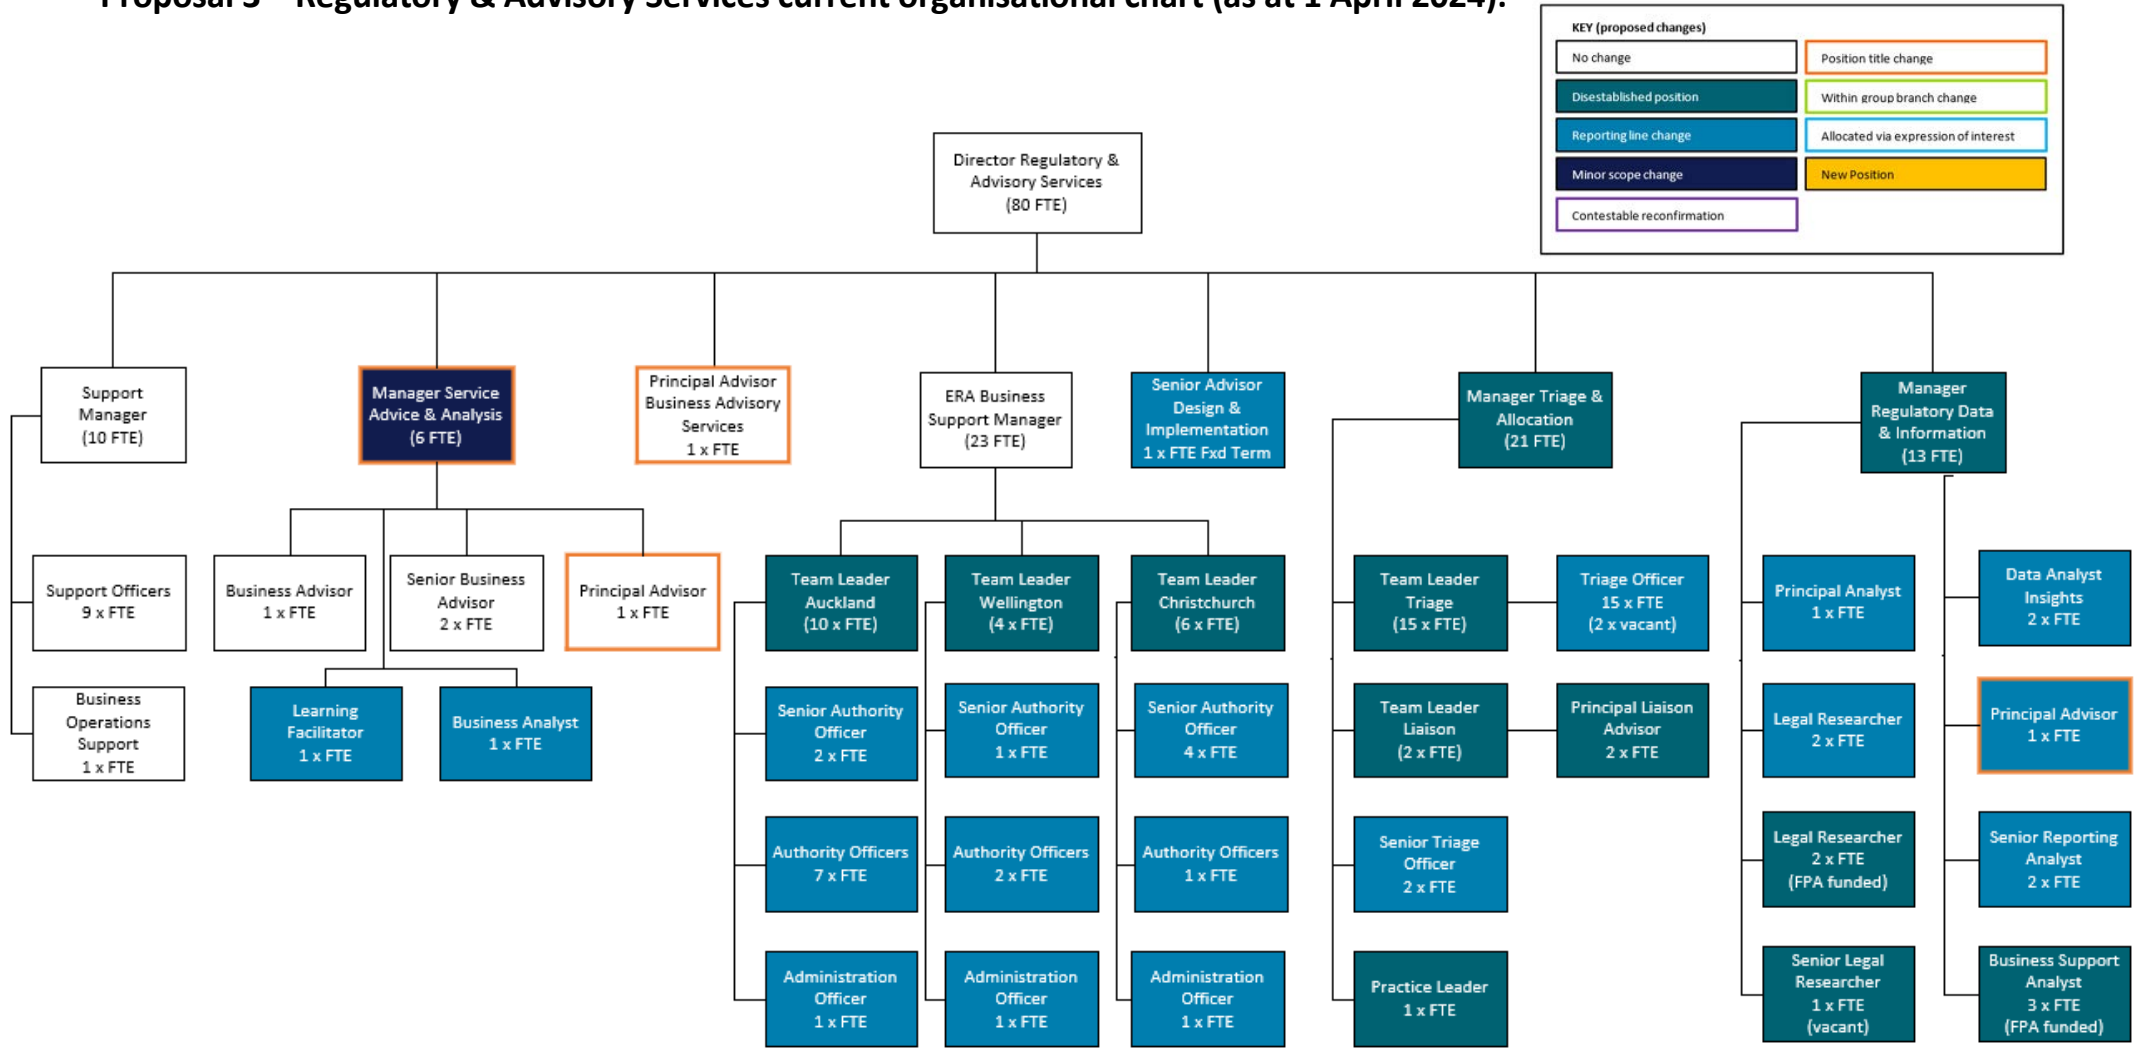 Proposal 3 – Regulatory & Advisory Services current organisational chart (as at 1 April 2024):
KEY (proposed changes)
No change
Position title change
Disestablished position
Within group branch change
Reporting line change
Allocated via expression of interest
Minor scope change
New Position
Contestable reconfirmation
Director Regulatory &
Advisory Services
(80 FTE)
Support
Manager
(10 FTE)
Manager Service
Advice & Analysis
(6 FTE)
Principal Advisor
Business Advisory
Services
1 x FTE
ERA Business
Support Manager
(23 FTE)
Senior Advisor
Design &
Implementation
1 x FTE Fxd Term
Manager Triage &
Allocation
(21 FTE)
Manager
Regulatory Data
& Information
(13 FTE)
Support Officers
9 x FTE
Business
Operations
Support
1 x FTE
Business Advisor
1 x FTE
Senior Business
Advisor
2 x FTE
Principal Advisor
1 x FTE
Learning
Facilitator
1 x FTE
Business Analyst
1 x FTE
Team Leader
Auckland
(10 x FTE)
Senior Authority
Officer
2 x FTE
Authority Officers
7 x FTE
Administration
Officer
1 x FTE
Team Leader
Wellington
(4 x FTE)
Senior Authority
Officer
1 x FTE
Authority Officers
2 x FTE
Administration
Officer
1 x FTE
Team Leader
Christchurch
(6 x FTE)
Senior Authority
Officer
4 x FTE
Authority Officers
1 x FTE
Administration
Officer
1 x FTE
Team Leader
Triage
(15 x FTE)
Triage Officer
15 x FTE
(2 x vacant)
Team Leader
Liaison
(2 x FTE)
Principal Liaison
Advisor
2 x FTE
Senior Triage
Officer
2 x FTE
Practice Leader
1 x FTE
Principal Analyst
1 x FTE
Legal Researcher
2 x FTE
Legal Researcher
2 x FTE
(FPA funded)
Senior Legal
Researcher
1 x FTE
(vacant)
Data Analyst
Insights
2 x FTE
Principal Advisor
1 x FTE
Senior Reporting
Analyst
2 x FTE
Business Support
Analyst
3 x FTE
(FPA funded)